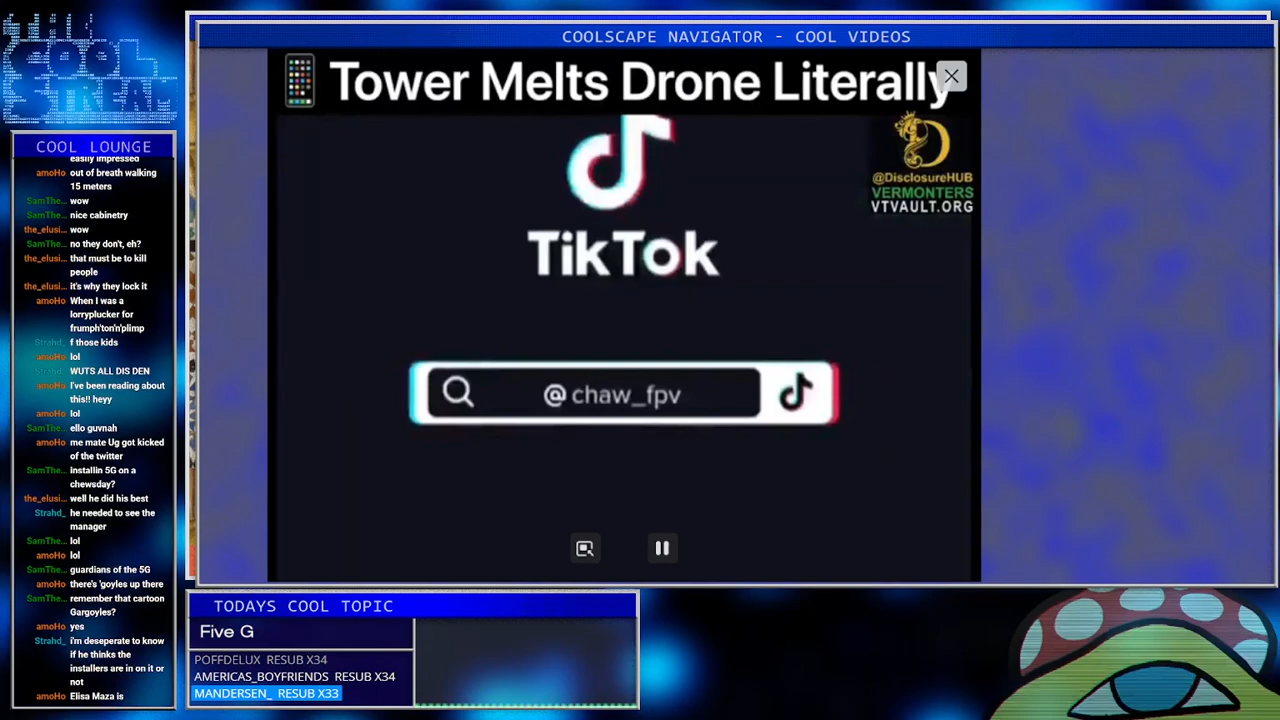 COOLSCAPE NAVIGATOR - COOL VIDEOS
Tower Melts Drone Literally
@DisclosureHUB
VERMONTERS
VTVAULT.ORG
TikTok
@chaw_fpv
COOL LOUNGE
easily impressed
amoHo out of breath walking
15 meters
SamThe... wow
SamThe... nice cabinetry
the_elusi... wow
SamThe... no they don't, eh?
the_elusi... that must be to kill
people
the_elusi... it's why they lock it
amoHo When I was a
lorryplucker for
frumph'ton'n'plimp
Strahd_ f those kids
amoHo lol
Strahd_ WUTS ALL DIS DEN
amoHo I've been reading about
this!! heyy
amoHo lol
SamThe... ello guvnah
amoHo me mate Ug got kicked
of the twitter
SamThe... installin 5G on a
chewsday?
the_elusi... well he did his best
Strahd_ he needed to see the
manager
SamThe... lol
amoHo lol
SamThe... guardians of the 5G
amoHo there's 'goyles up there
SamThe... remember that cartoon
Gargoyles?
amoHo yes
Strahd_ i'm deseperate to know
if he thinks the
installers are in on it or
not
amoHo Elisa Maza is
TODAYS COOL TOPIC
Five G
POFFDELUX RESUB X34
AMERICAS_BOYFRIENDS RESUB X34
MANDERSEN_ RESUB X33